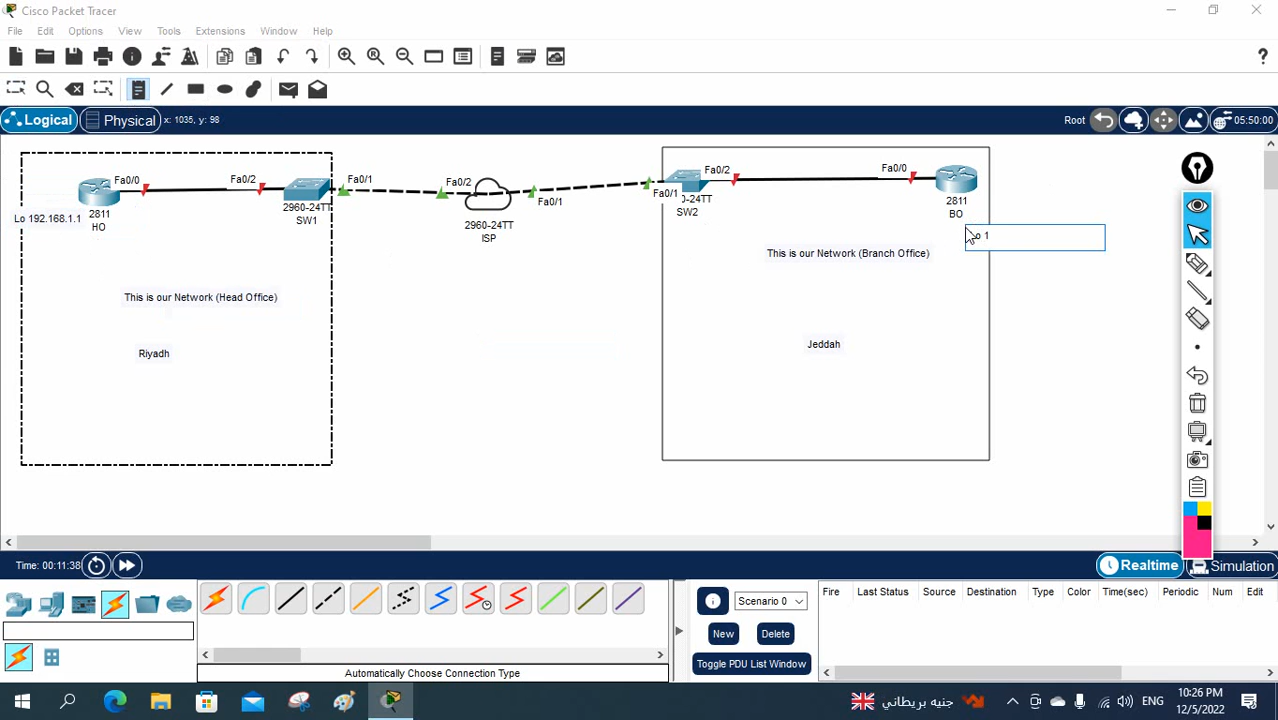 Cisco Packet Tracer
File Edit Options View Tools Extensions Window Help
Logical Physical x: 1035, y: 98 Root 05:50:00
Fa0/0 Fa0/2 Fa0/1 Fa0/2 Fa0/1 Fa0/1 Fa0/2 Fa0/0
2811
HO
Lo 192.168.1.1
2960-24TT
SW1
2960-24TT
ISP
0-24TT
SW2
2811
BO
o 1
This is our Network (Branch Office)
This is our Network (Head Office)
Riyadh
Jeddah
Time: 00:11:38 Realtime Simulation
Scenario 0
New Delete
Toggle PDU List Window
Fire Last Status Source Destination Type Color Time(sec) Periodic Num Edit
Automatically Choose Connection Type
جنيه بريطاني ENG 10:26 PM
12/5/2022